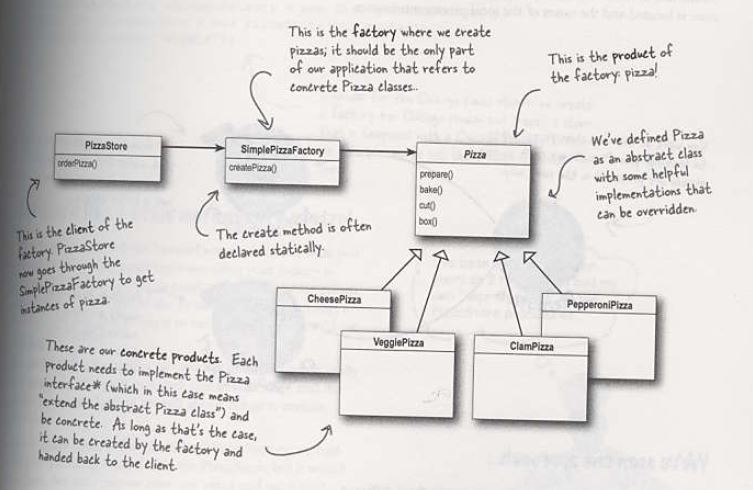 This is the factory where we create
pizzas; it should be the only part
of our application that refers to
concrete Pizza classes..
This is the product of
the factory: pizza!
PizzaStore
orderPizza()
SimplePizzaFactory
createPizza()
Pizza
prepare()
bake()
cut()
box()
We've defined Pizza
as an abstract class
with some helpful
implementations that
can be overridden.
This is the client of the
factory. PizzaStore
now goes through the
SimplePizzaFactory to get
instances of pizza.
The create method is often
declared statically.
CheesePizza
VeggiePizza
ClamPizza
PepperoniPizza
These are our concrete products. Each
product needs to implement the Pizza
interface* (which in this case means
"extend the abstract Pizza class") and
be concrete. As long as that's the case,
it can be created by the factory and
handed back to the client.